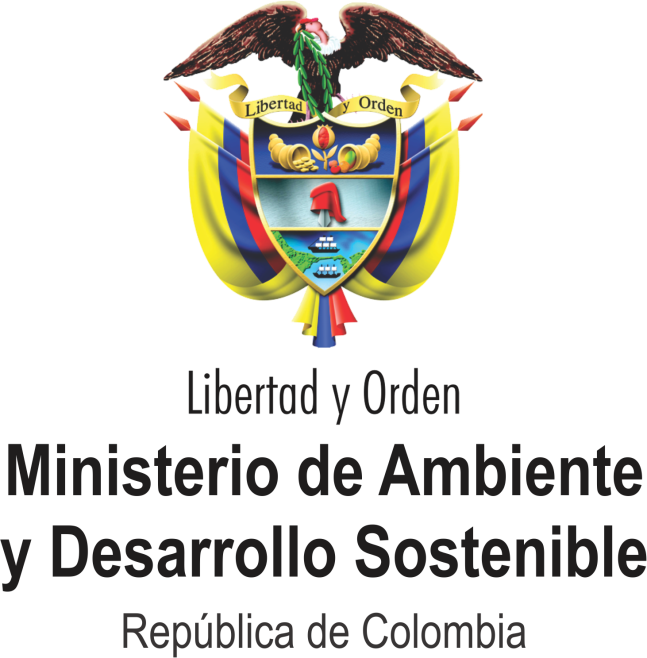 Libertad y Orden
Libertad y Orden
Ministerio de Ambiente
y Desarrollo Sostenible
República de Colombia